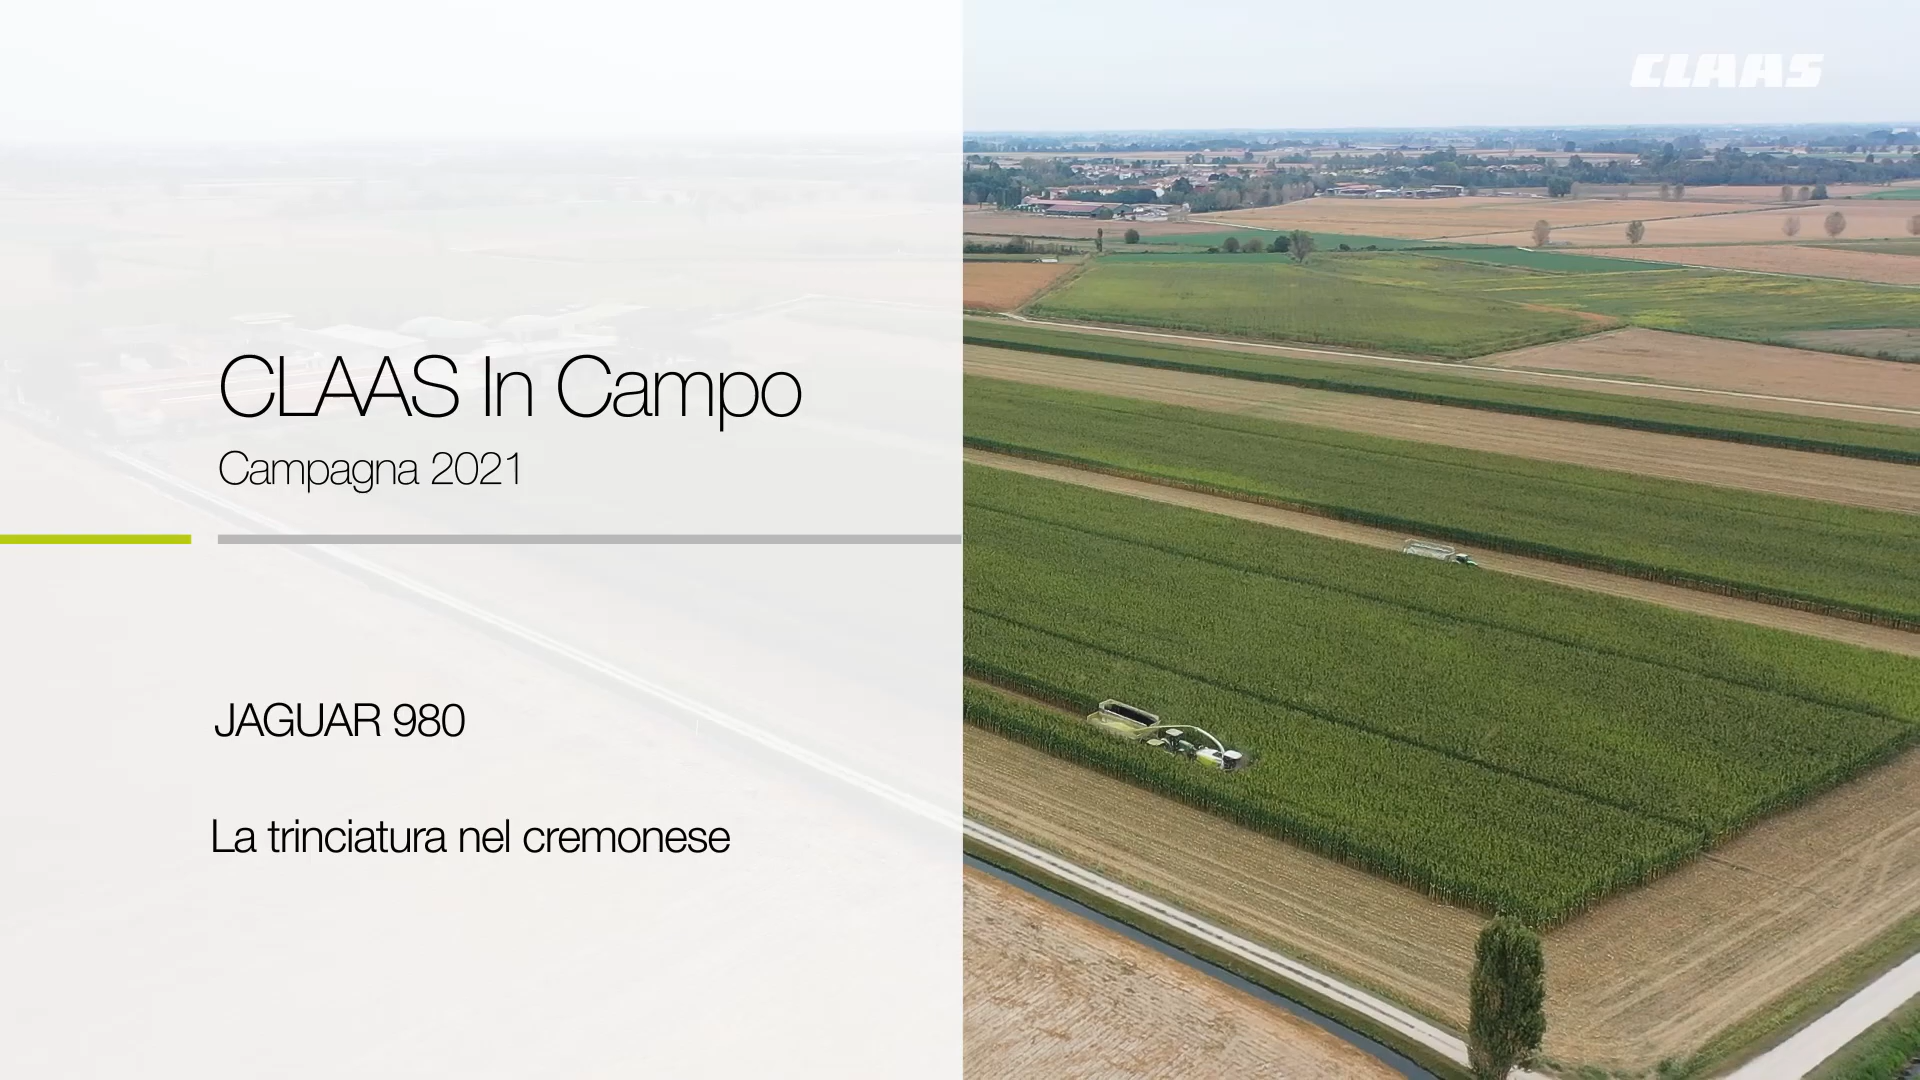 CLAAS
CLAAS In Campo
Campagna 2021
JAGUAR 980
La trinciatura nel cremonese